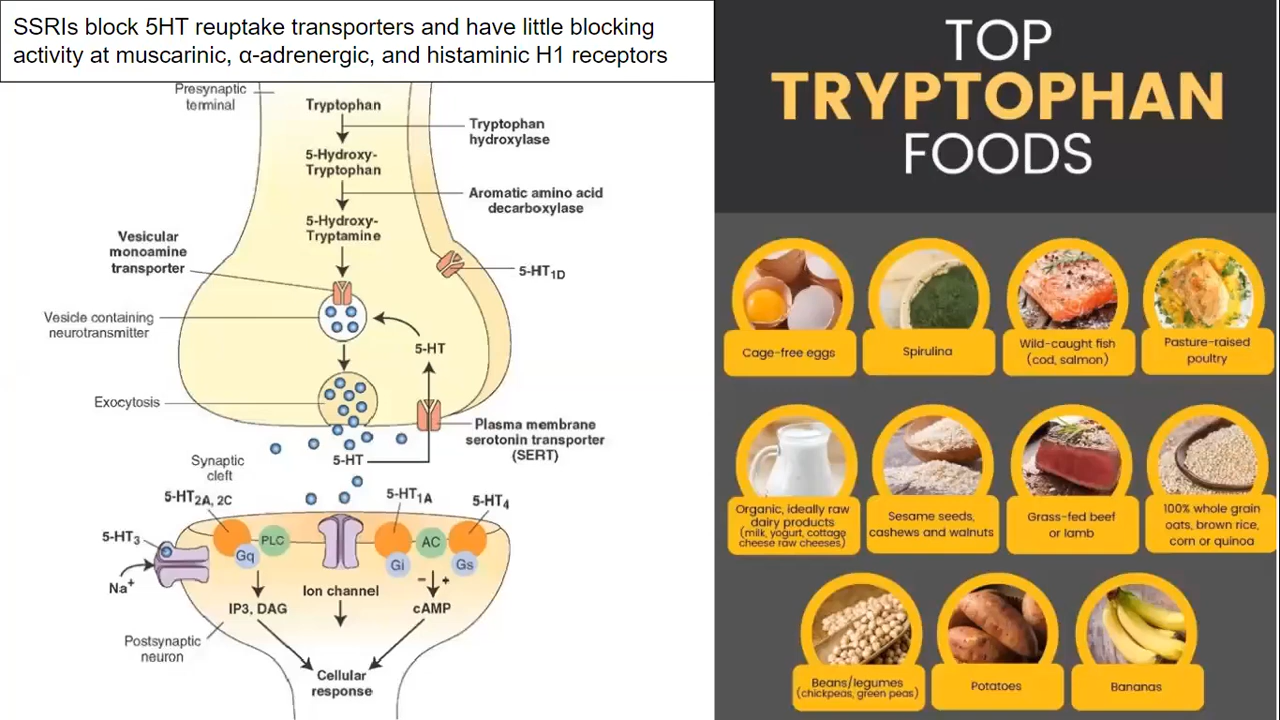 SSRIs block 5HT reuptake transporters and have little blocking
activity at muscarinic, α-adrenergic, and histaminic H1 receptors
Presynaptic
terminal
Tryptophan
Tryptophan
hydroxylase
5-Hydroxy-
Tryptophan
Aromatic amino acid
decarboxylase
5-Hydroxy-
Tryptamine
Vesicular
monoamine
transporter
5-HT1D
Vesicle containing
neurotransmitter
5-HT
Exocytosis
Plasma membrane
serotonin transporter
(SERT)
5-HT
Synaptic
cleft
5-HT2A, 2C
5-HT1A
5-HT4
5-HT3
PLC
AC
Gq
Gi
Gs
Na+
Ion channel
− +
IP3, DAG
cAMP
Postsynaptic
neuron
Cellular
response
TOP
TRYPTOPHAN
FOODS
Cage-free eggs
Spirulina
Wild-caught fish
(cod, salmon)
Pasture-raised
poultry
Organic, ideally raw
dairy products
(milk, yogurt, cottage
cheese raw cheeses)
Sesame seeds,
cashews and walnuts
Grass-fed beef
or lamb
100% whole grain
oats, brown rice,
corn or quinoa
Beans/legumes
(chickpeas, green peas)
Potatoes
Bananas